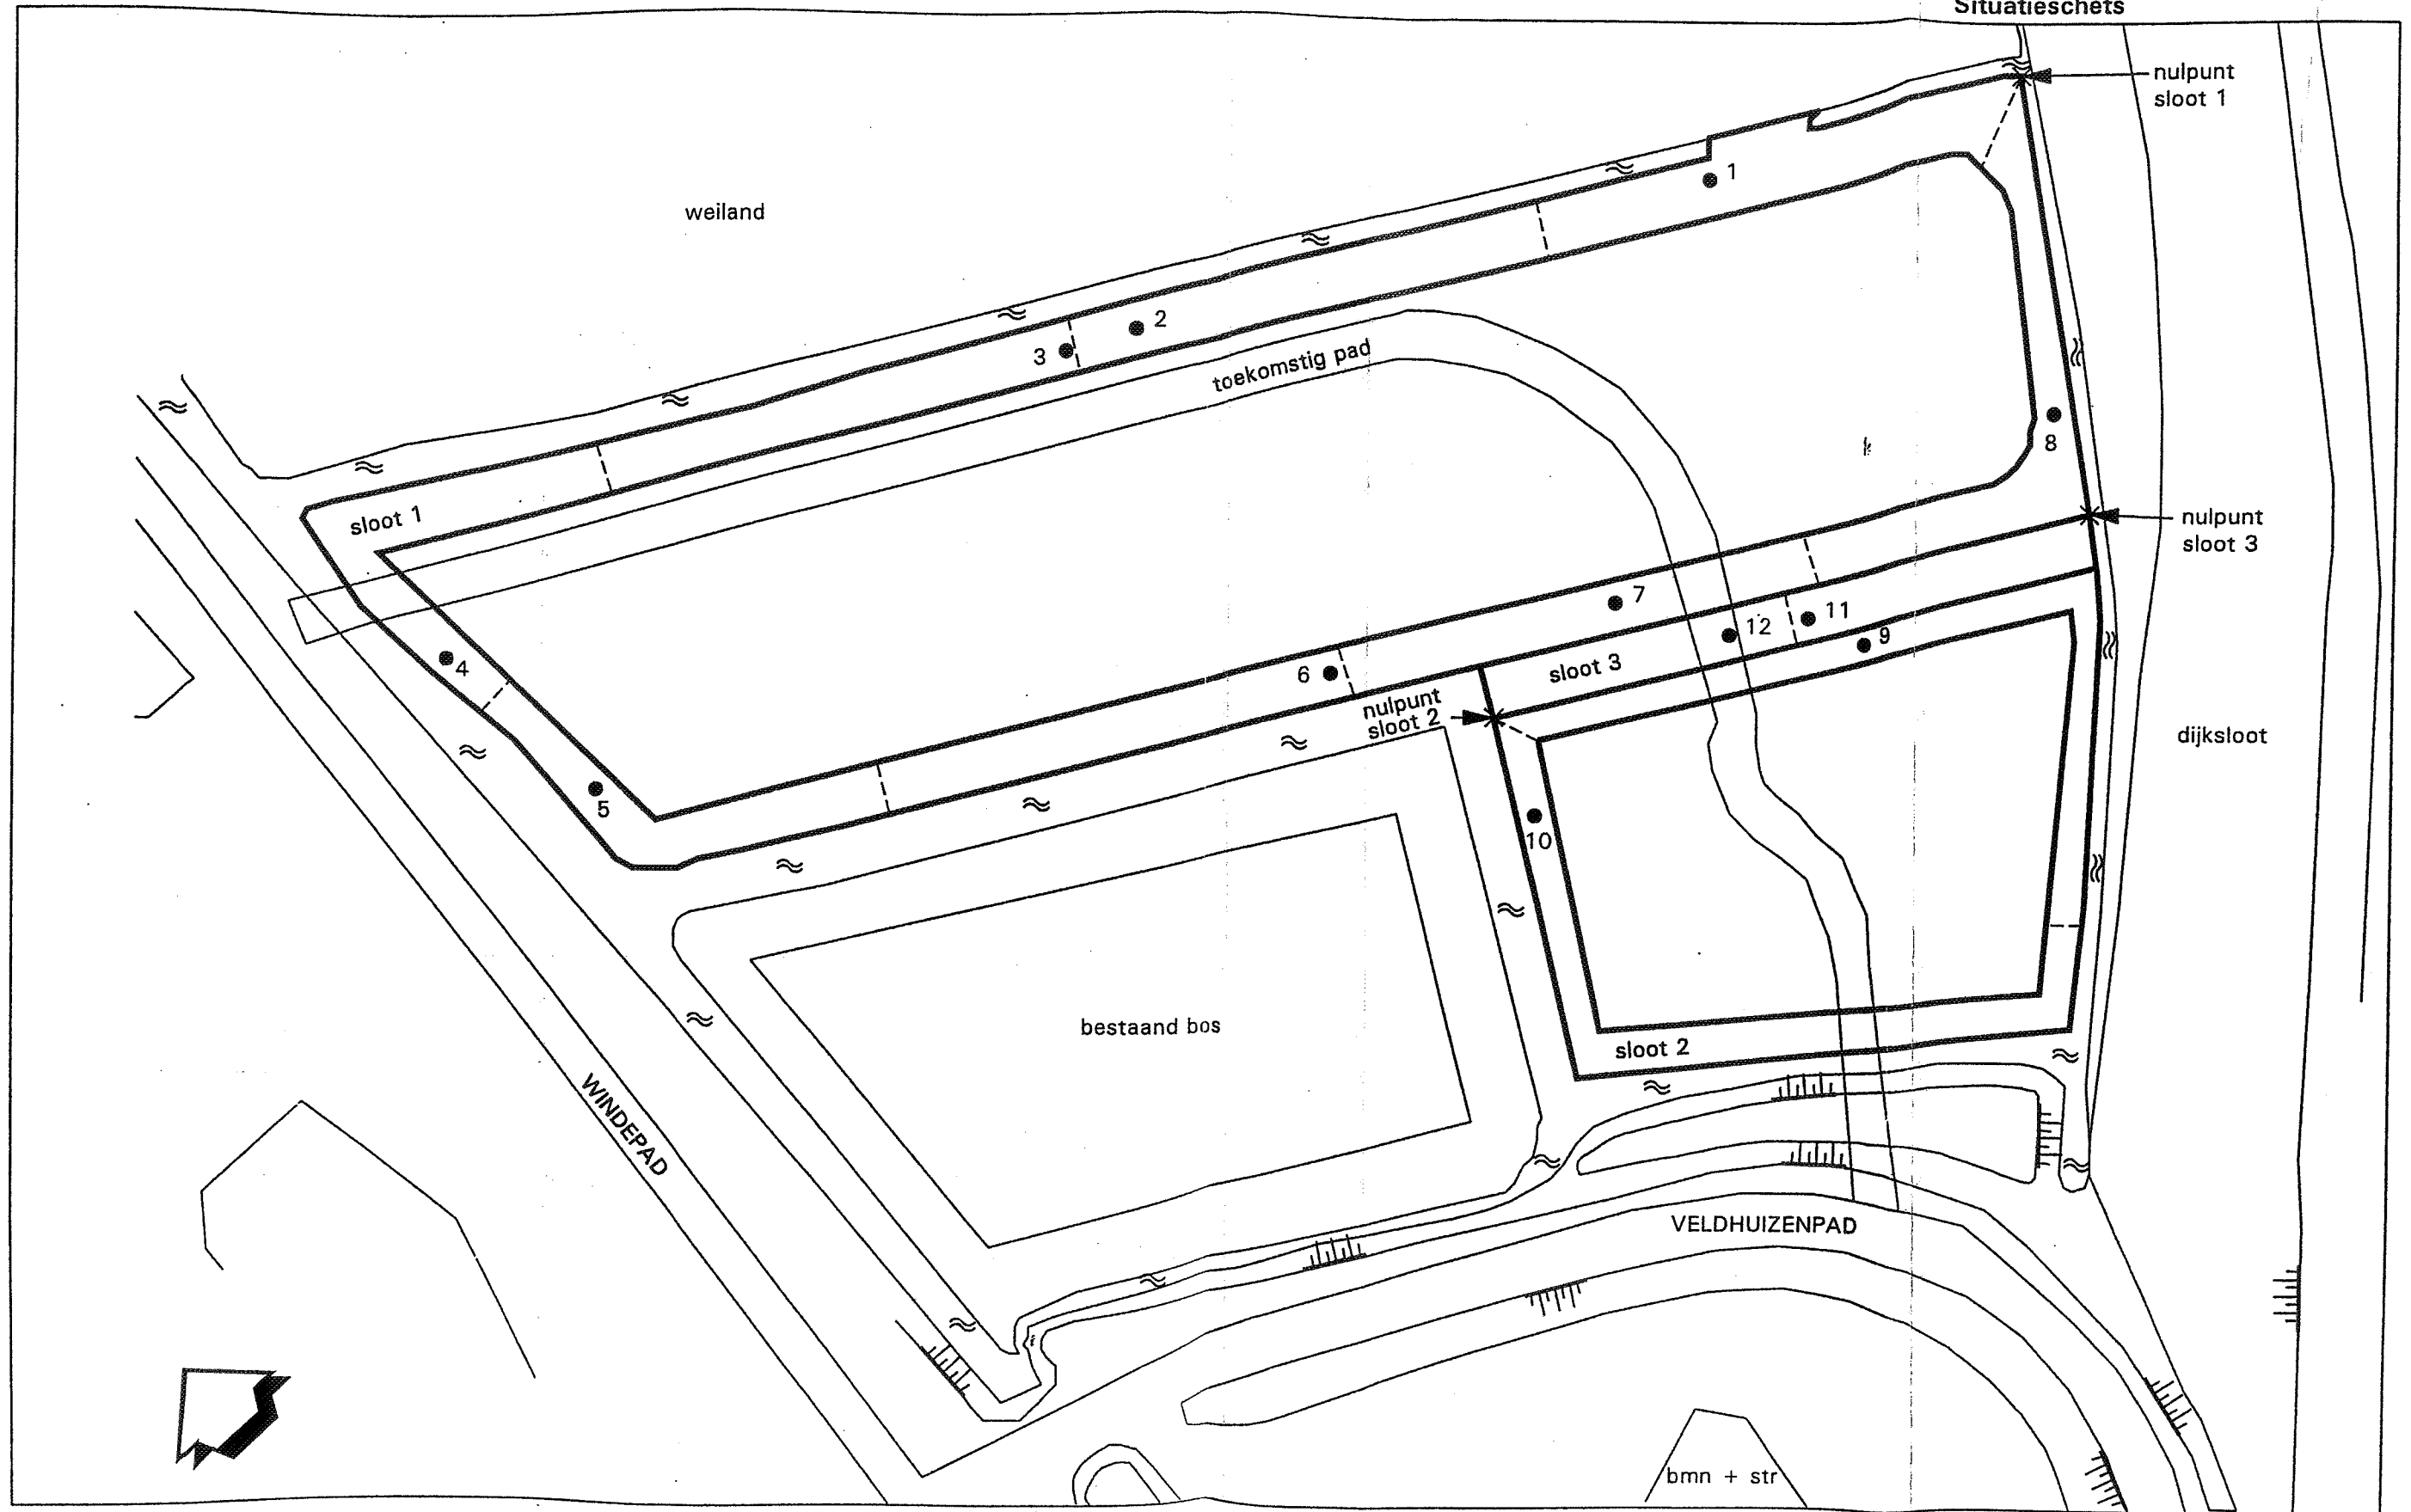 Situatieschets
nulpunt
sloot 1
1
weiland
2
3
toekomstig pad
8
sloot 1
nulpunt
sloot 3
7
12
11
9
4
6
sloot 3
nulpunt
sloot 2
dijksloot
5
10
bestaand bos
sloot 2
WINDEPAD
VELDHUIZENPAD
bmn + str